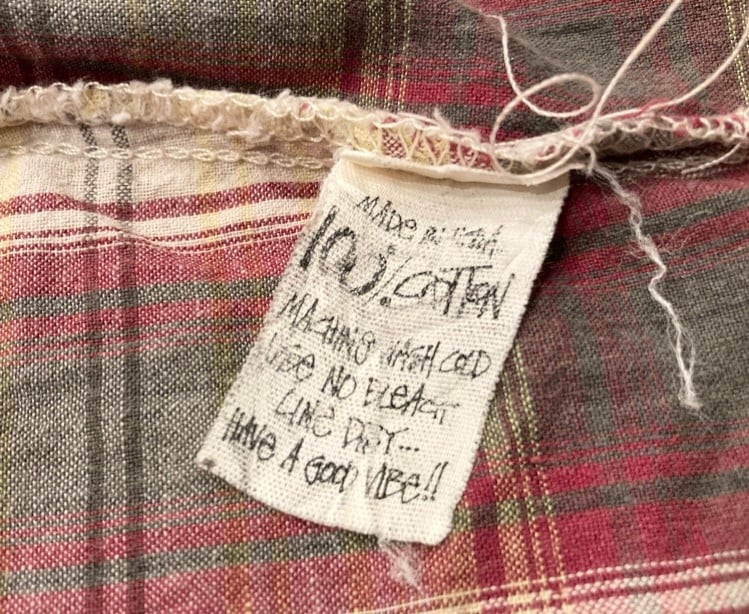 MADE IN U.S.A.
100% COTTON
MACHINE WASH COLD
USE NO BLEACH
LINE DRY...
HAVE A GOOD VIBE!!